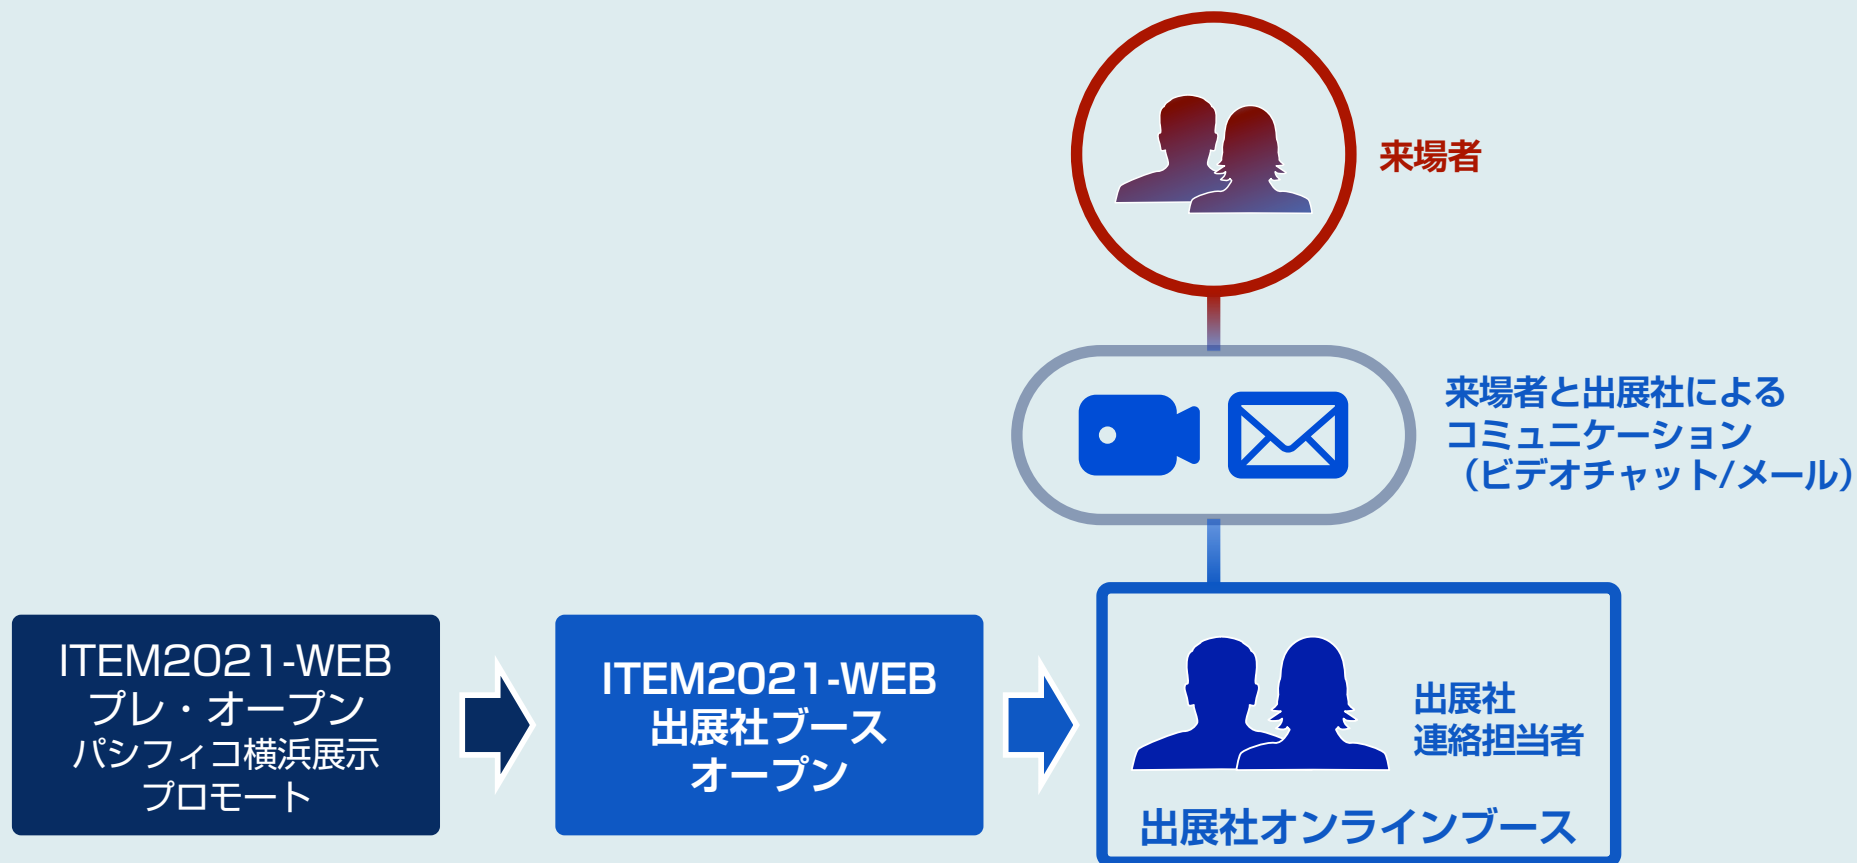 来場者
来場者と出展社による
コミュニケーション
（ビデオチャット/メール）
ITEM2021-WEB
プレ・オープン
パシフィコ横浜展示
プロモート
ITEM2021-WEB
出展社ブース
オープン
出展社
連絡担当者
出展社オンラインブース